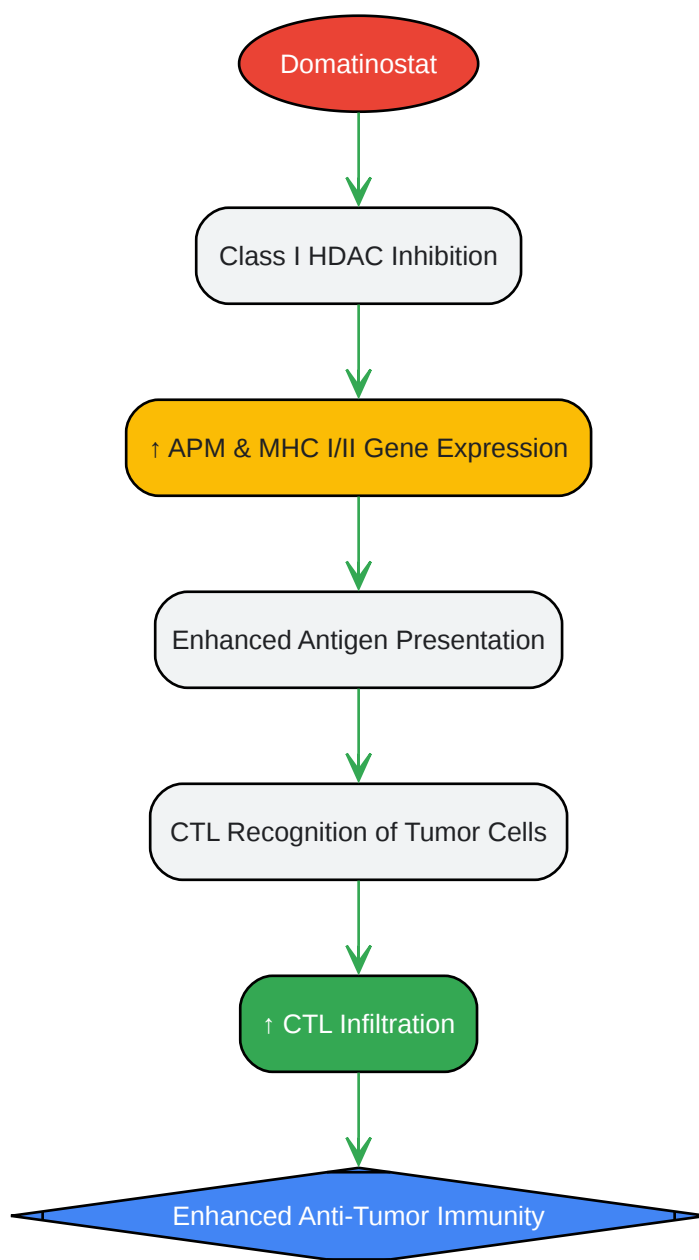 Domatinostat
Class I HDAC Inhibition
↑ APM & MHC I/II Gene Expression
Enhanced Antigen Presentation
CTL Recognition of Tumor Cells
↑ CTL Infiltration
Enhanced Anti-Tumor Immunity